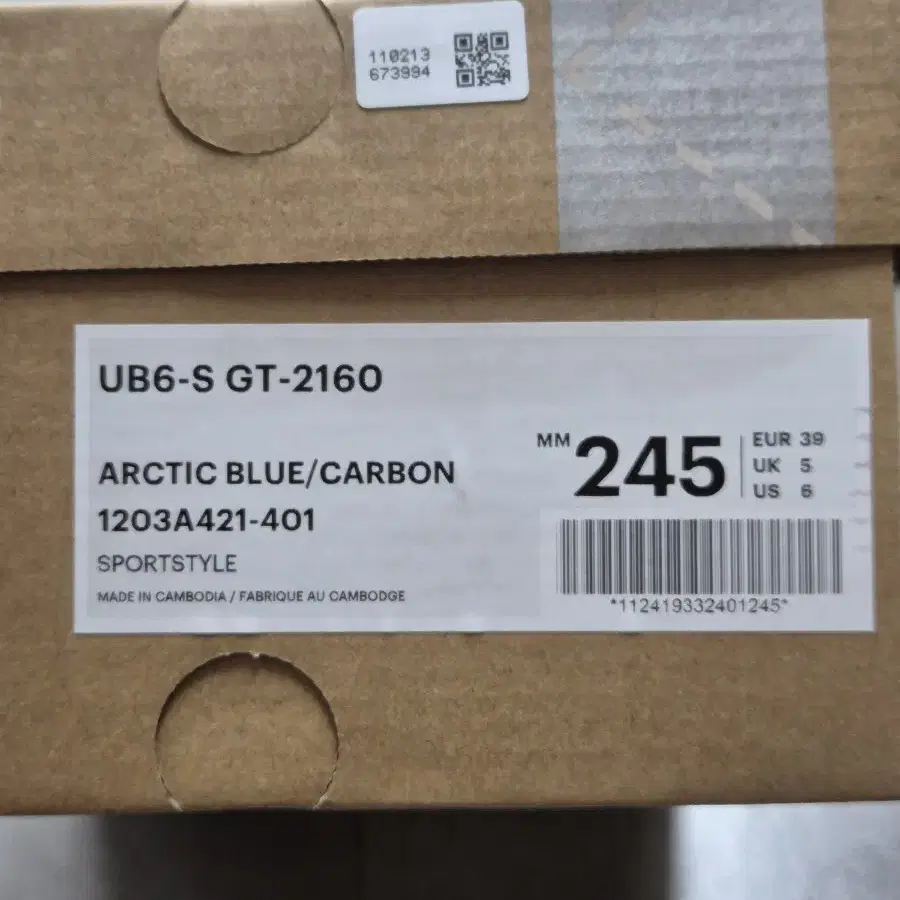 110213
673994
UB6-S GT-2160
ARCTIC BLUE/CARBON
1203A421-401
SPORTSTYLE
MADE IN CAMBODIA / FABRIQUE AU CAMBODGE
MM 245
EUR 39
UK 5
US 6
*112419332401245*